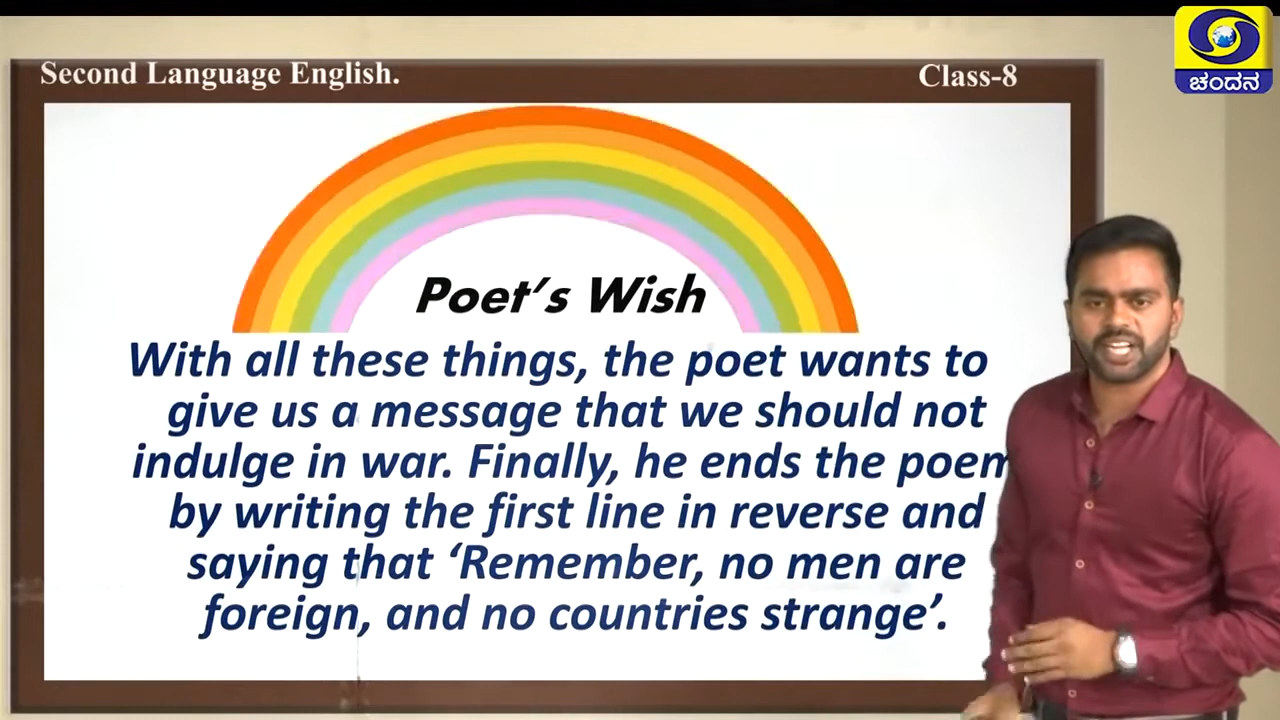 Second Language English.
Class-8
ಚಂದನ
Poet's Wish
With all these things, the poet wants to
give us a message that we should not
indulge in war. Finally, he ends the poem
by writing the first line in reverse and
saying that ‘Remember, no men are
foreign, and no countries strange’.